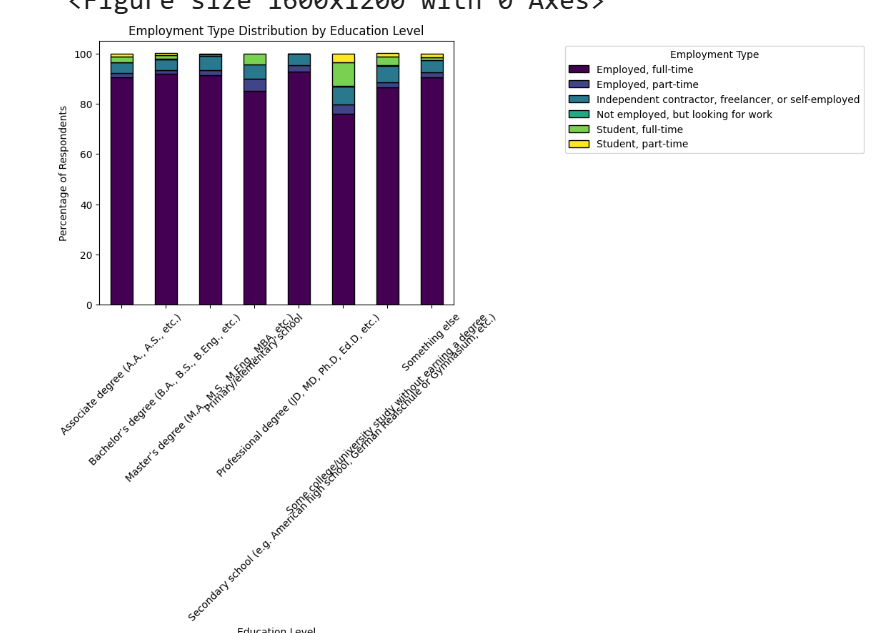 <Figure size 1600x1200 with 0 Axes>
Employment Type Distribution by Education Level
Percentage of Respondents
100
80
60
40
20
0
Employment Type
Employed, full-time
Employed, part-time
Independent contractor, freelancer, or self-employed
Not employed, but looking for work
Student, full-time
Student, part-time
Associate degree (A.A., A.S., etc.)
Bachelor's degree (B.A., B.S., B.Eng., etc.)
Master's degree (M.A., M.S., M.Eng., MBA, etc.)
Primary/elementary school
Professional degree (JD, MD, Ph.D, Ed.D, etc.)
Secondary school (e.g. American high school, German Realschule or Gymnasium, etc.)
Some college/university study without earning a degree
Something else
Education Level